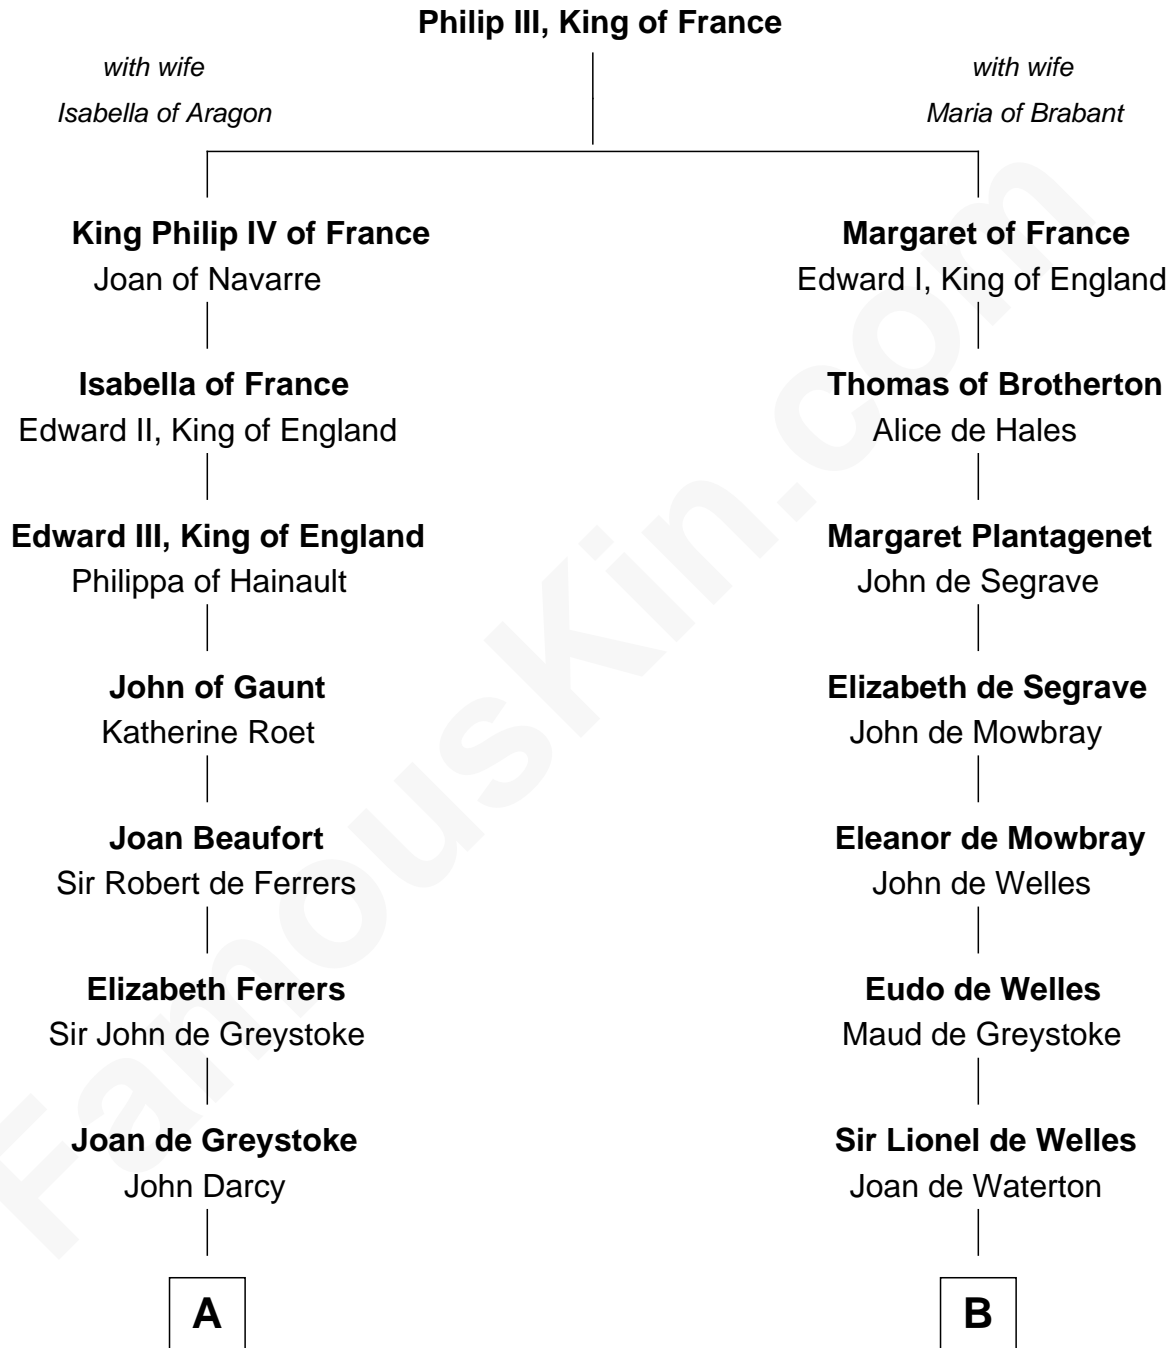 Philip III, King of France
with wife
Isabella of Aragon
with wife
Maria of Brabant
King Philip IV of France
Joan of Navarre
Margaret of France
Edward I, King of England
Isabella of France
Edward II, King of England
Thomas of Brotherton
Alice de Hales
Edward III, King of England
Philippa of Hainault
Margaret Plantagenet
John de Segrave
John of Gaunt
Katherine Roet
Elizabeth de Segrave
John de Mowbray
Joan Beaufort
Sir Robert de Ferrers
Eleanor de Mowbray
John de Welles
Elizabeth Ferrers
Sir John de Greystoke
Eudo de Welles
Maud de Greystoke
Joan de Greystoke
John Darcy
Sir Lionel de Welles
Joan de Waterton
A
B
FamousKin.com